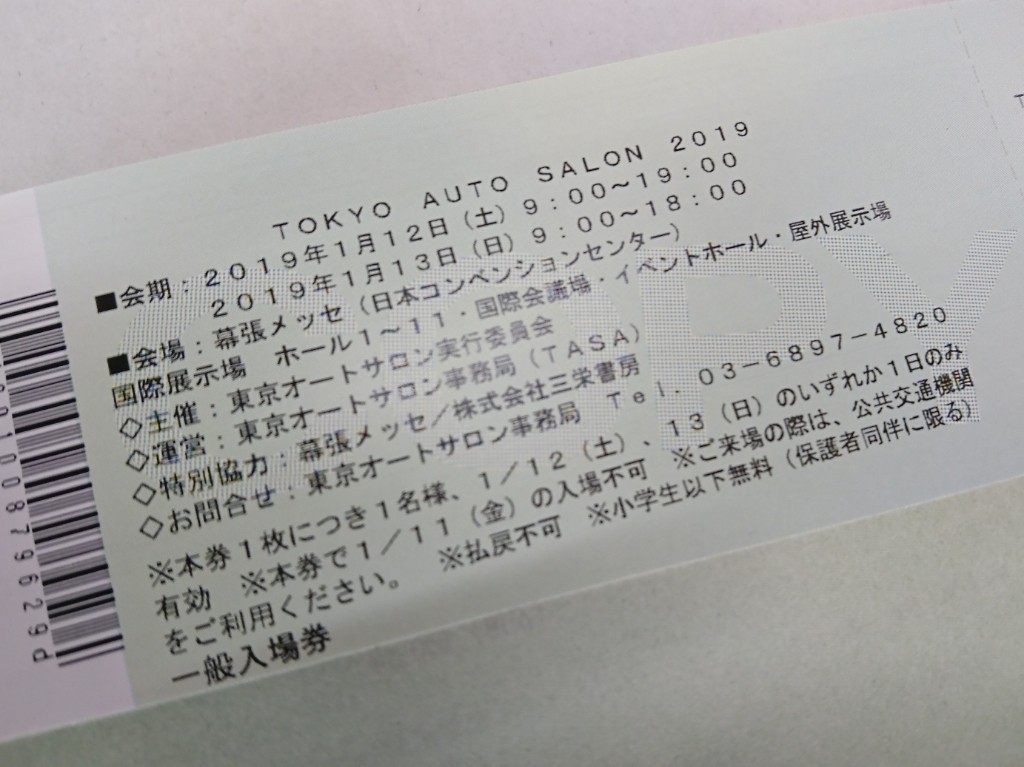 TOKYO AUTO SALON 2019
■会期：2019年1月12日（土）9：00〜19：00
2019年1月13日（日）9：00〜18：00
■会場：幕張メッセ（日本コンベンションセンター）
国際展示場 ホール1〜11・国際会議場・イベントホール・屋外展示場
◇主催：東京オートサロン実行委員会
◇運営：東京オートサロン事務局（TASA）
◇特別協力：幕張メッセ／株式会社三栄書房
◇お問合せ：東京オートサロン事務局 Tel．03−6897−4820
※本券1枚につき1名様、1／12（土）、13（日）のいずれか1日のみ
有効 ※本券で1／11（金）の入場不可 ※ご来場の際は、公共交通機関
をご利用ください。 ※払戻不可 ※小学生以下無料（保護者同伴に限る）
一般入場券
COPY